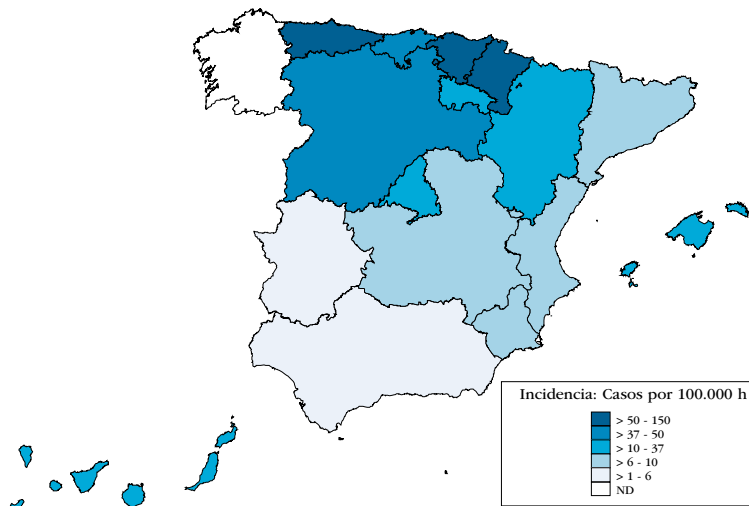 Incidencia: Casos por 100.000 h
> 50 - 150
> 37 - 50
> 10 - 37
> 6 - 10
> 1 - 6
ND